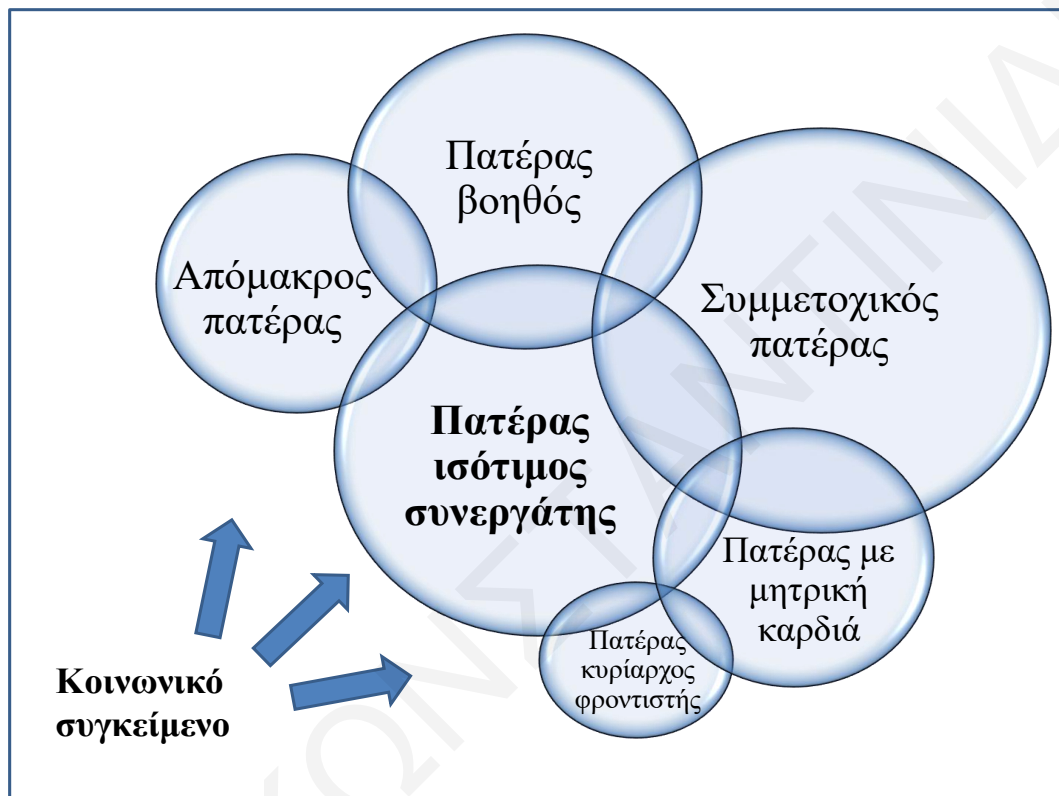 Πατέρας
βοηθός
Απόμακρος
πατέρας
Συμμετοχικός
πατέρας
Πατέρας
ισότιμος
συνεργάτης
Πατέρας με
μητρική
καρδιά
Πατέρας
κυρίαρχος
φροντιστής
Κοινωνικό
συγκείμενο